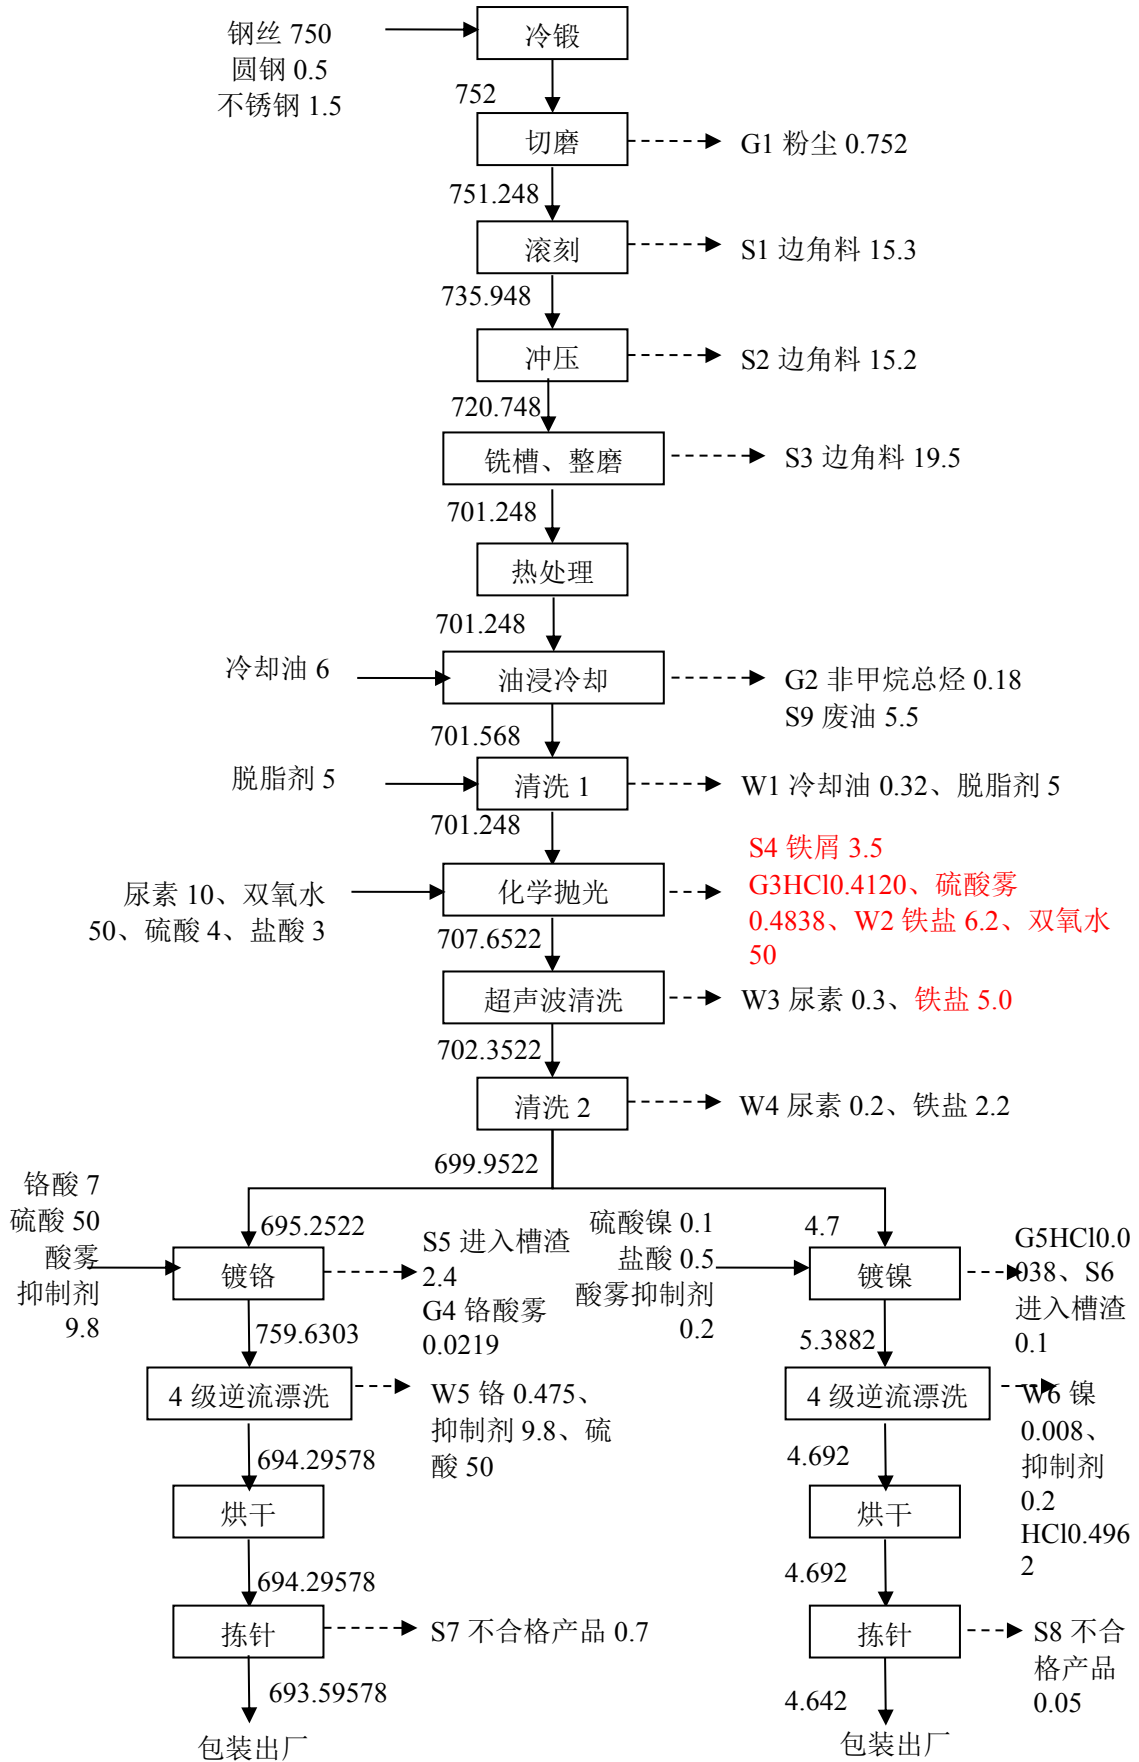 钢丝 750
圆钢 0.5
不锈钢 1.5
冷锻
752
切磨
G1 粉尘 0.752
751.248
滚刻
S1 边角料 15.3
735.948
冲压
S2 边角料 15.2
720.748
铣槽、整磨
S3 边角料 19.5
701.248
热处理
701.248
冷却油 6
油浸冷却
G2 非甲烷总烃 0.18
S9 废油 5.5
701.568
脱脂剂 5
清洗 1
W1 冷却油 0.32、脱脂剂 5
701.248
尿素 10、双氧水
50、硫酸 4、盐酸 3
化学抛光
S4 铁屑 3.5
G3HCl0.4120、硫酸雾
0.4838、W2 铁盐 6.2、双氧水
50
707.6522
超声波清洗
W3 尿素 0.3、铁盐 5.0
702.3522
清洗 2
W4 尿素 0.2、铁盐 2.2
699.9522
铬酸 7
硫酸 50
酸雾
抑制剂
9.8
695.2522
镀铬
S5 进入槽渣
2.4
G4 铬酸雾
0.0219
759.6303
4 级逆流漂洗
W5 铬 0.475、
抑制剂 9.8、硫
酸 50
694.29578
烘干
694.29578
拣针
S7 不合格产品 0.7
693.59578
包装出厂
硫酸镍 0.1
盐酸 0.5
酸雾抑制剂
0.2
4.7
镀镍
G5HCl0.0
038、S6
进入槽渣
0.1
5.3882
4 级逆流漂洗
W6 镍
0.008、
抑制剂
0.2
HCl0.496
2
4.692
烘干
4.692
拣针
S8 不合
格产品
0.05
4.642
包装出厂